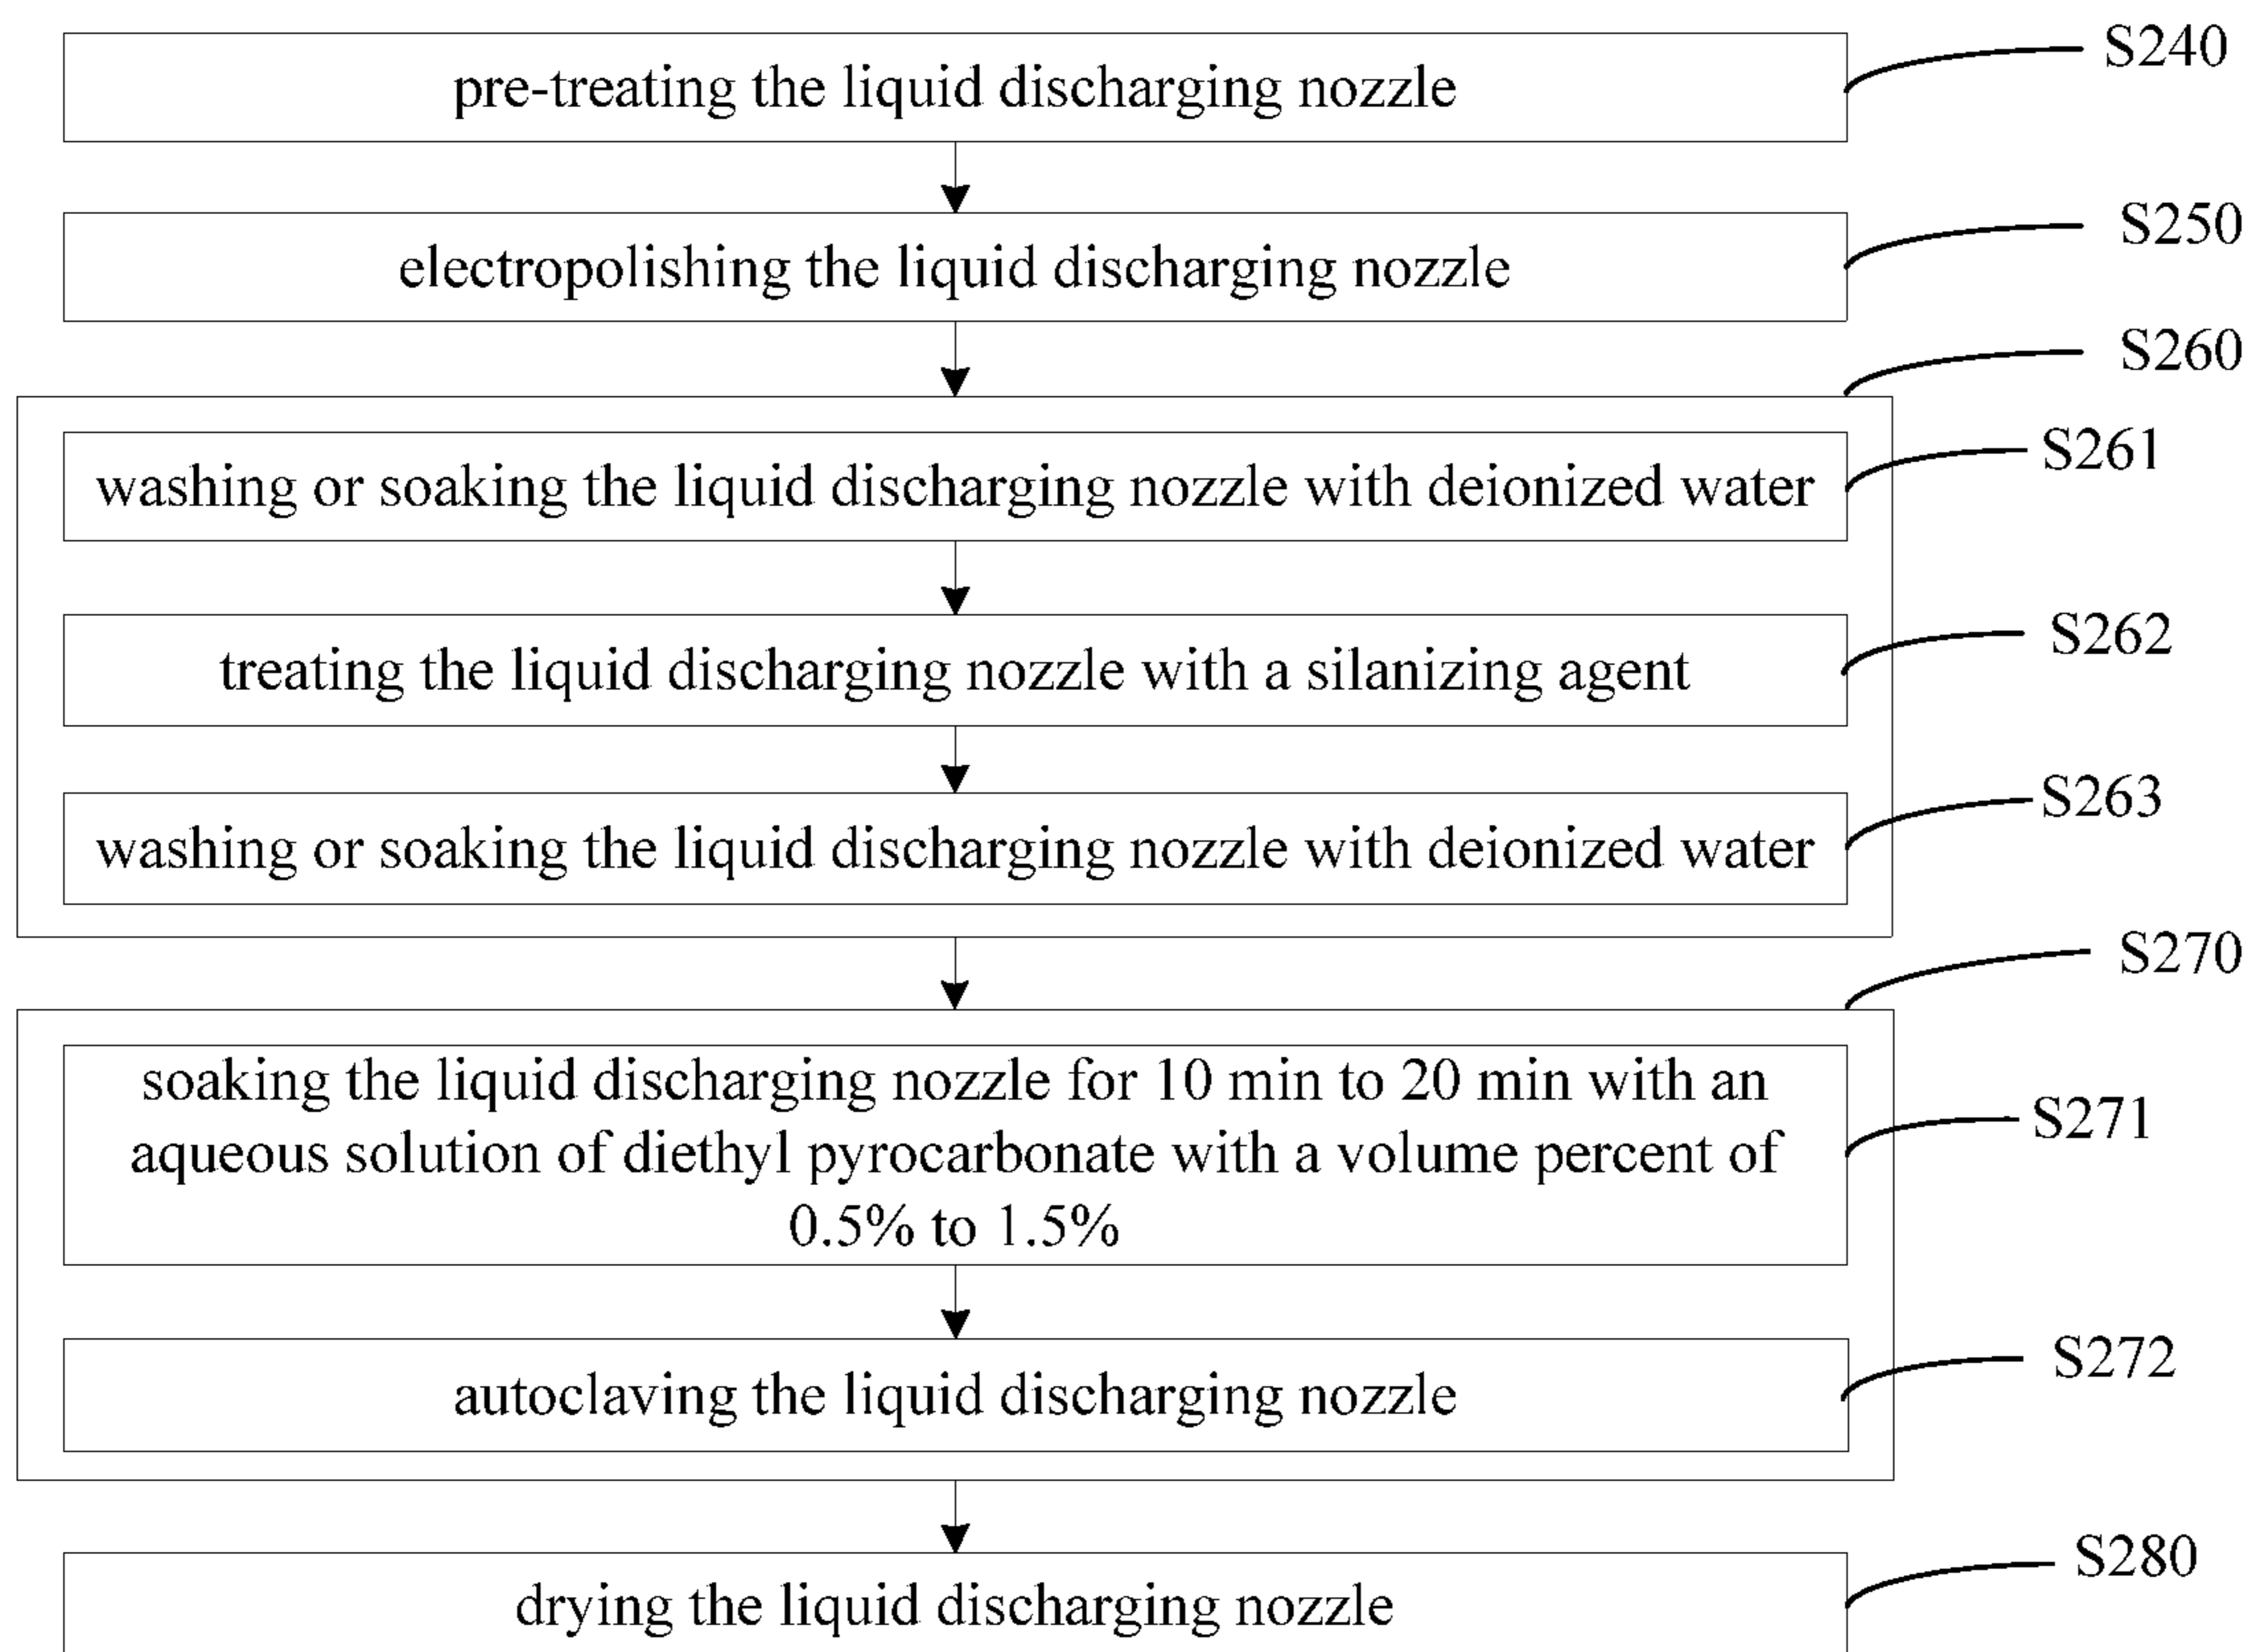 pre-treating the liquid discharging nozzle
S240
electropolishing the liquid discharging nozzle
S250
S260
washing or soaking the liquid discharging nozzle with deionized water
S261
treating the liquid discharging nozzle with a silanizing agent
S262
washing or soaking the liquid discharging nozzle with deionized water
S263
S270
soaking the liquid discharging nozzle for 10 min to 20 min with an
aqueous solution of diethyl pyrocarbonate with a volume percent of
0.5% to 1.5%
S271
autoclaving the liquid discharging nozzle
S272
drying the liquid discharging nozzle
S280